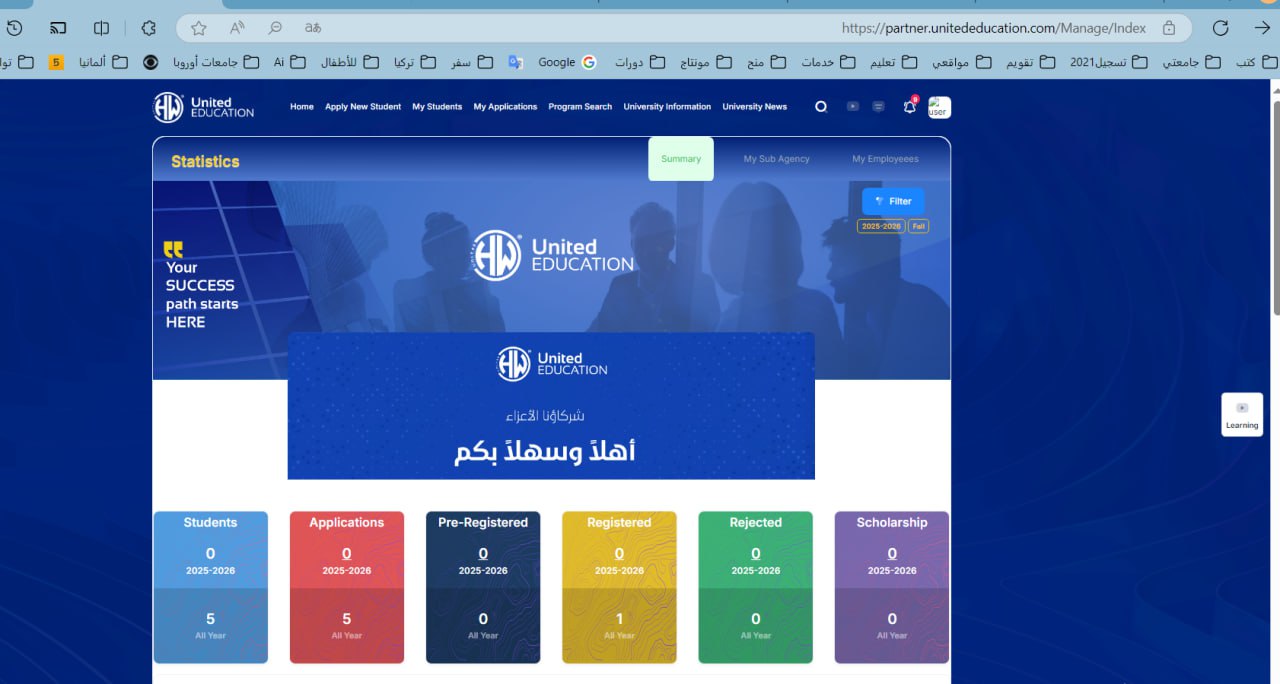 https://partner.unitededucation.com/Manage/Index
كتب
جامعتي
تسجيل2021
تقويم
مواقعي
تعليم
خدمات
منح
مونتاج
دورات
Google
سفر
تركيا
للأطفال
Ai
جامعات أوروبا
ألمانيا
United EDUCATION
Home Apply New Student My Students My Applications Program Search University Information University News
user
Statistics
Summary My Sub Agency My Employeees
Filter
2025-2026 Fall
Your
SUCCESS
path starts
HERE
United
EDUCATION
United
EDUCATION
شركاؤنا الأعزاء
أهلاً وسهلاً بكم
Learning
Students Applications Pre-Registered Registered Rejected Scholarship
0 0 0 0 0 0
2025-2026 2025-2026 2025-2026 2025-2026 2025-2026 2025-2026
5 5 0 1 0 0
All Year All Year All Year All Year All Year All Year